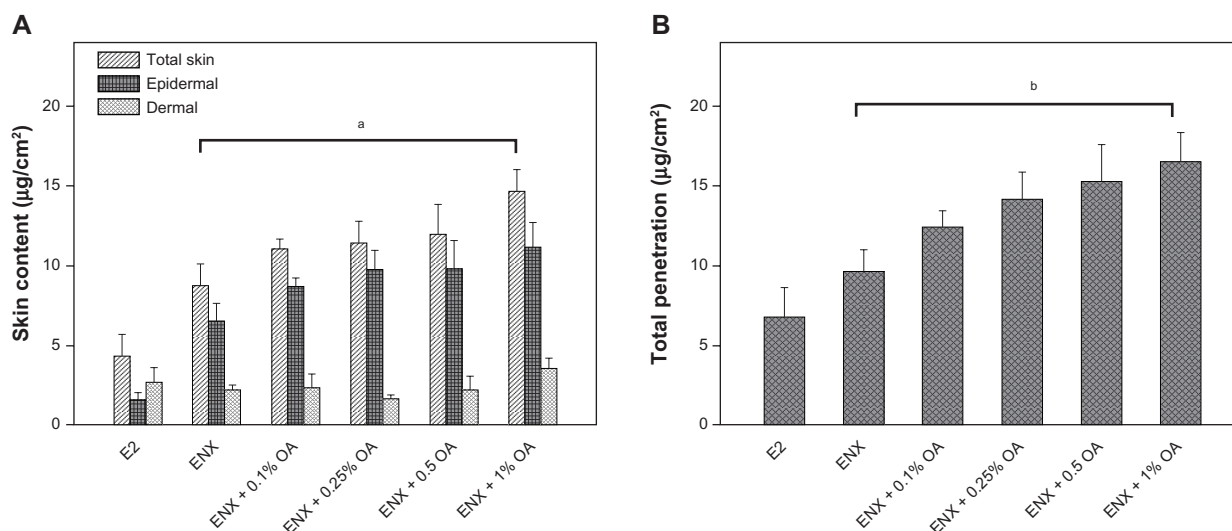 A
Total skin
Epidermal
Dermal
Skin content (µg/cm²)
20
15
10
5
0
a
E2
ENX
ENX + 0.1% OA
ENX + 0.25% OA
ENX + 0.5 OA
ENX + 1% OA
B
Total penetration (µg/cm²)
20
15
10
5
0
b
E2
ENX
ENX + 0.1% OA
ENX + 0.25% OA
ENX + 0.5 OA
ENX + 1% OA